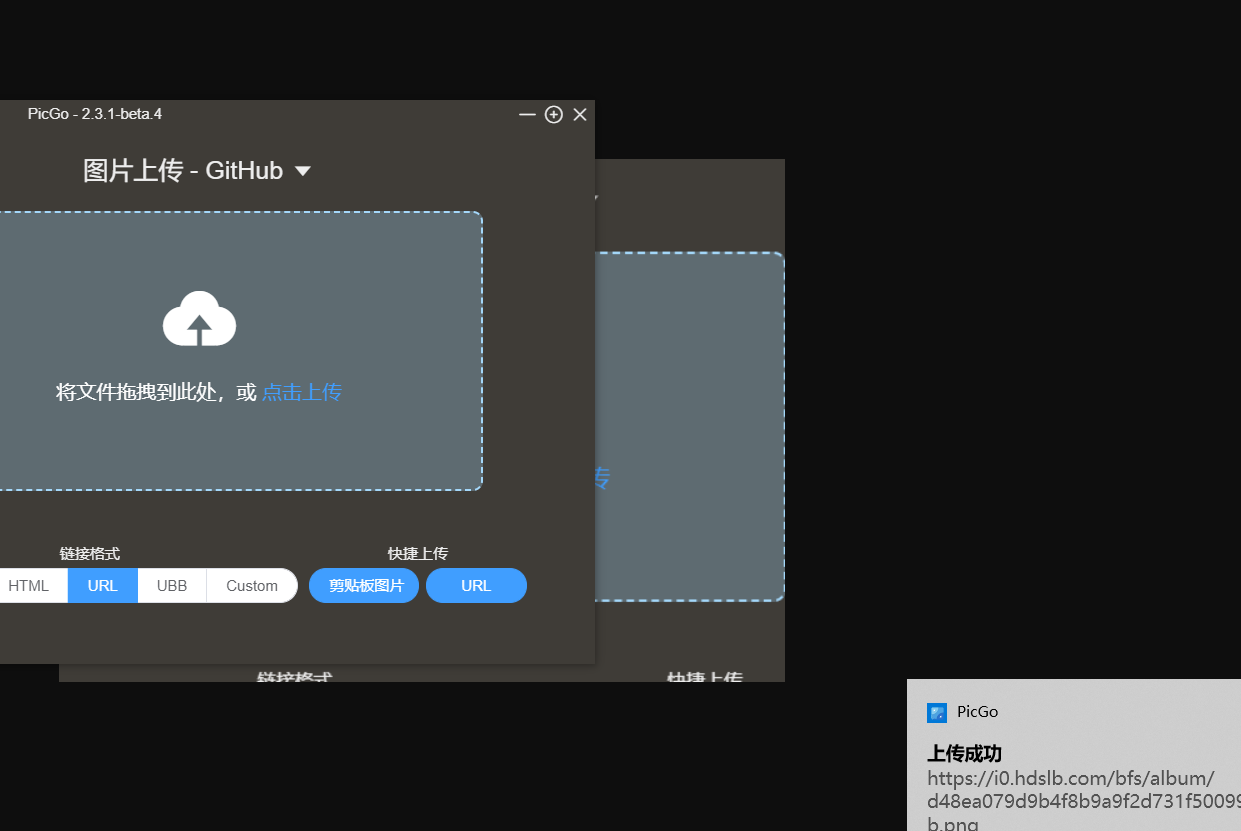 PicGo - 2.3.1-beta.4
图片上传 - GitHub
将文件拖拽到此处，或 点击上传
传
链接格式
快捷上传
HTML
URL
UBB
Custom
剪贴板图片
URL
链接格式
快捷上传
PicGo
上传成功
https://i0.hdslb.com/bfs/album/
d48ea079d9b4f8b9a9f2d731f50099
b.png